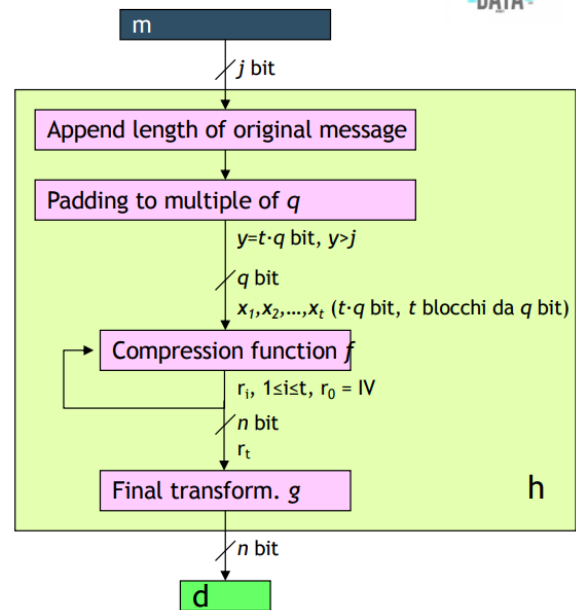 DATA
m
j bit
Append length of original message
Padding to multiple of q
y=t·q bit, y>j
q bit
x₁,x₂,...,xₜ (t·q bit, t blocchi da q bit)
Compression function f
rᵢ, 1≤i≤t, r₀ = IV
n bit
rₜ
Final transform. g
h
n bit
d